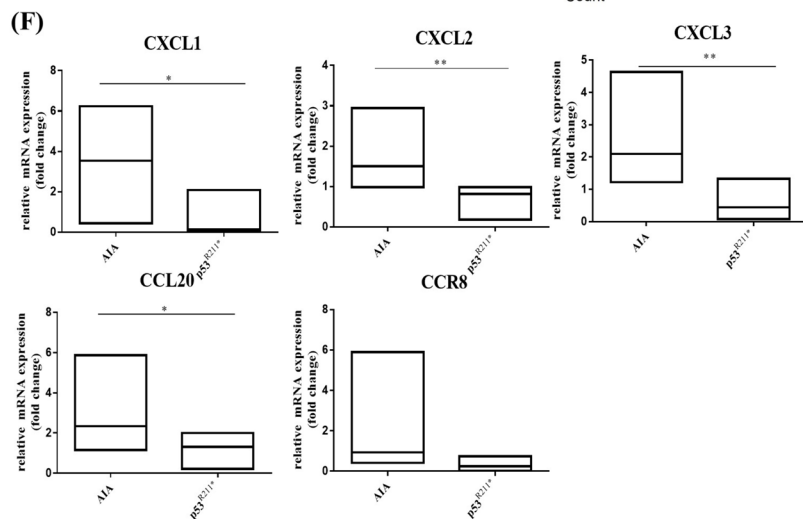 Count
(F)
CXCL1
relative mRNA expression
(fold change)
8
6
4
2
0
*
AIA
p53R211*
CXCL2
relative mRNA expression
(fold change)
4
3
2
1
0
**
AIA
p53R211*
CXCL3
relative mRNA expression
(fold change)
5
4
3
2
1
0
**
AIA
p53R211*
CCL20
relative mRNA expression
(fold change)
8
6
4
2
0
*
AIA
p53R211*
CCR8
relative mRNA expression
(fold change)
8
6
4
2
0
AIA
p53R211*